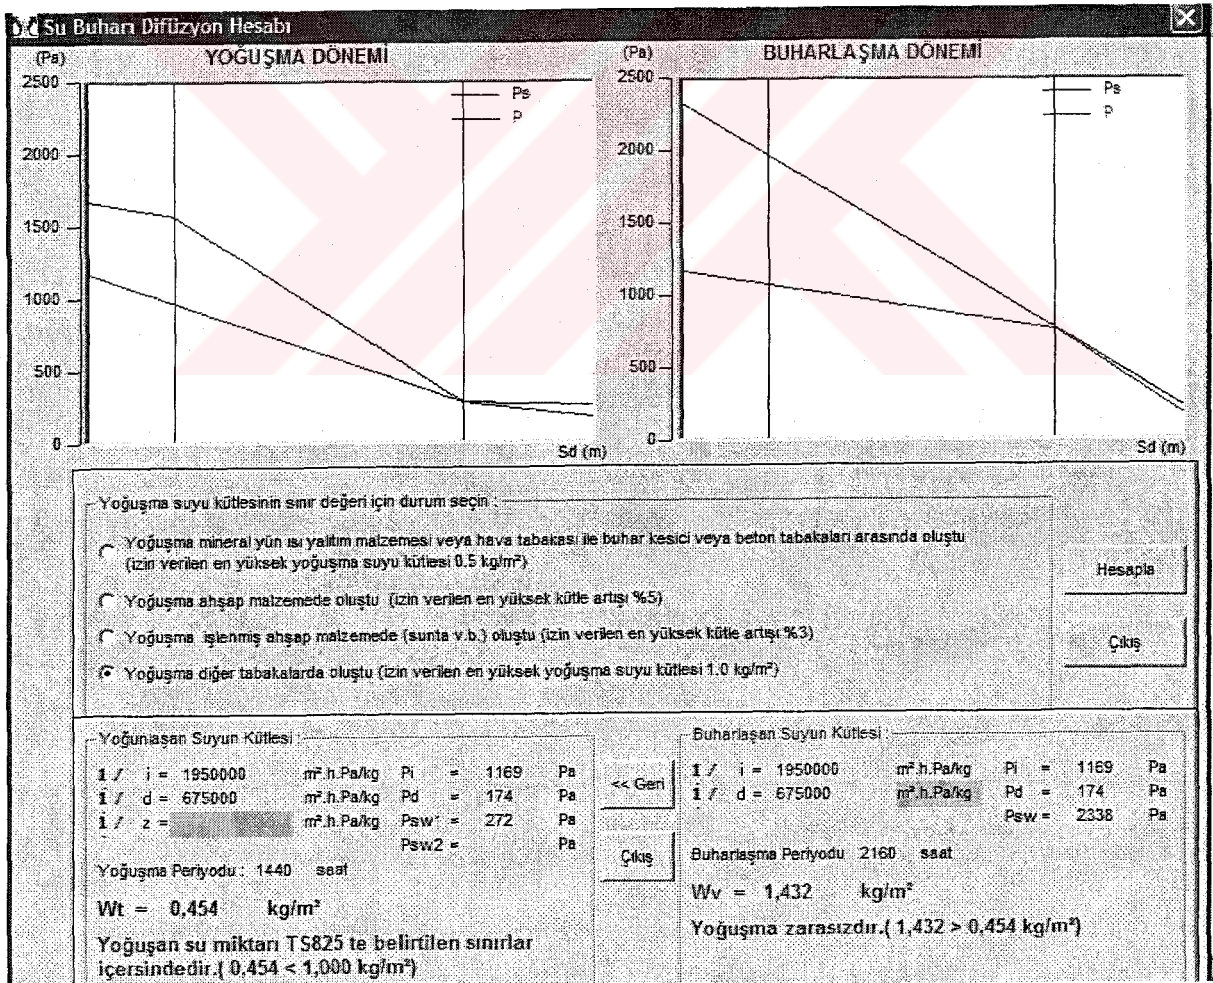 Su Buharı Difüzyon Hesabı
(Pa)
YOĞUŞMA DÖNEMİ
2500
2000
1500
1000
500
0
Ps
P
Sd (m)
(Pa)
BUHARLAŞMA DÖNEMİ
2500
2000
1500
1000
500
0
Ps
P
Sd (m)
Yoğuşma suyu kütlesinin sınır değeri için durum seçin :
Yoğuşma mineral yün ısı yalıtım malzemesi veya hava tabakası ile buhar kesici veya beton tabakaları arasında oluştu
(izin verilen en yüksek yoğuşma suyu kütlesi 0.5 kg/m²)
Yoğuşma ahşap malzemede oluştu (izin verilen en yüksek kütle artışı %5)
Yoğuşma işlenmiş ahşap malzemede (sunta v.b.) oluştu (izin verilen en yüksek kütle artışı %3)
Yoğuşma diğer tabakalarda oluştu (izin verilen en yüksek yoğuşma suyu kütlesi 1.0 kg/m²)
Hesapla
Çıkış
Yoğunlaşan Suyun Kütlesi :
1 / i = 1950000 m².h.Pa/kg Pi = 1169 Pa
1 / d = 675000 m².h.Pa/kg Pd = 174 Pa
1 / z = m².h.Pa/kg Psw1 = 272 Pa
Psw2 = Pa
Yoğuşma Periyodu : 1440 saat
Wt = 0,454 kg/m²
Yoğuşan su miktarı TS825 te belirtilen sınırlar
içersindedir.( 0,454 < 1,000 kg/m²)
<< Geri
Çıkış
Buharlaşan Suyun Kütlesi :
1 / i = 1950000 m².h.Pa/kg Pi = 1169 Pa
1 / d = 675000 m².h.Pa/kg Pd = 174 Pa
Psw = 2338 Pa
Buharlaşma Periyodu 2160 saat
Wv = 1,432 kg/m²
Yoğuşma zarasızdır.( 1,432 > 0,454 kg/m²)